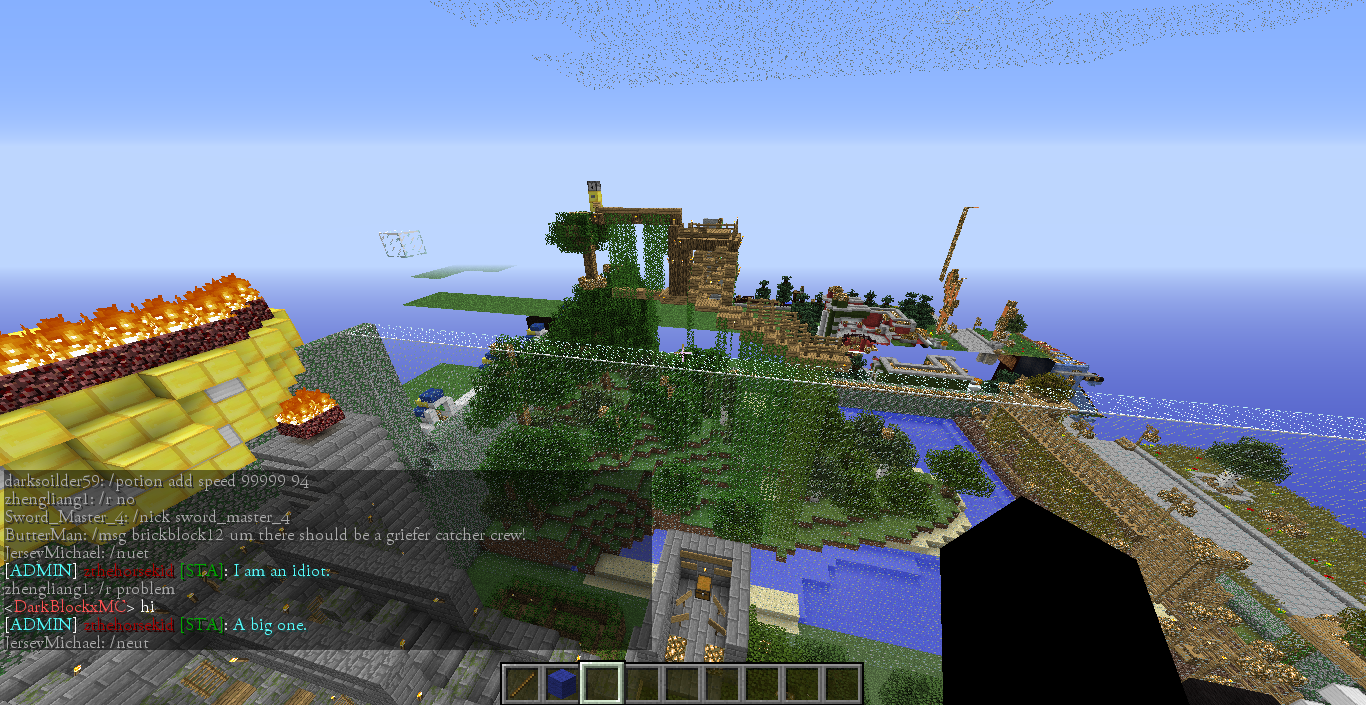 darksoilder59: /potion add speed 99999 94
zhengliang1: /r no
Sword_Master_4: /nick sword_master_4
ButterMan: /msg brickblock12 um there should be a griefer catcher crew!
JerseyMichael: /nuet
[ADMIN] zthehorsekid [STA]: I am an idiot.
zhengliang1: /r problem
<DarkBlockxMC> hi
[ADMIN] zthehorsekid [STA]: A big one.
JerseyMichael: /neut